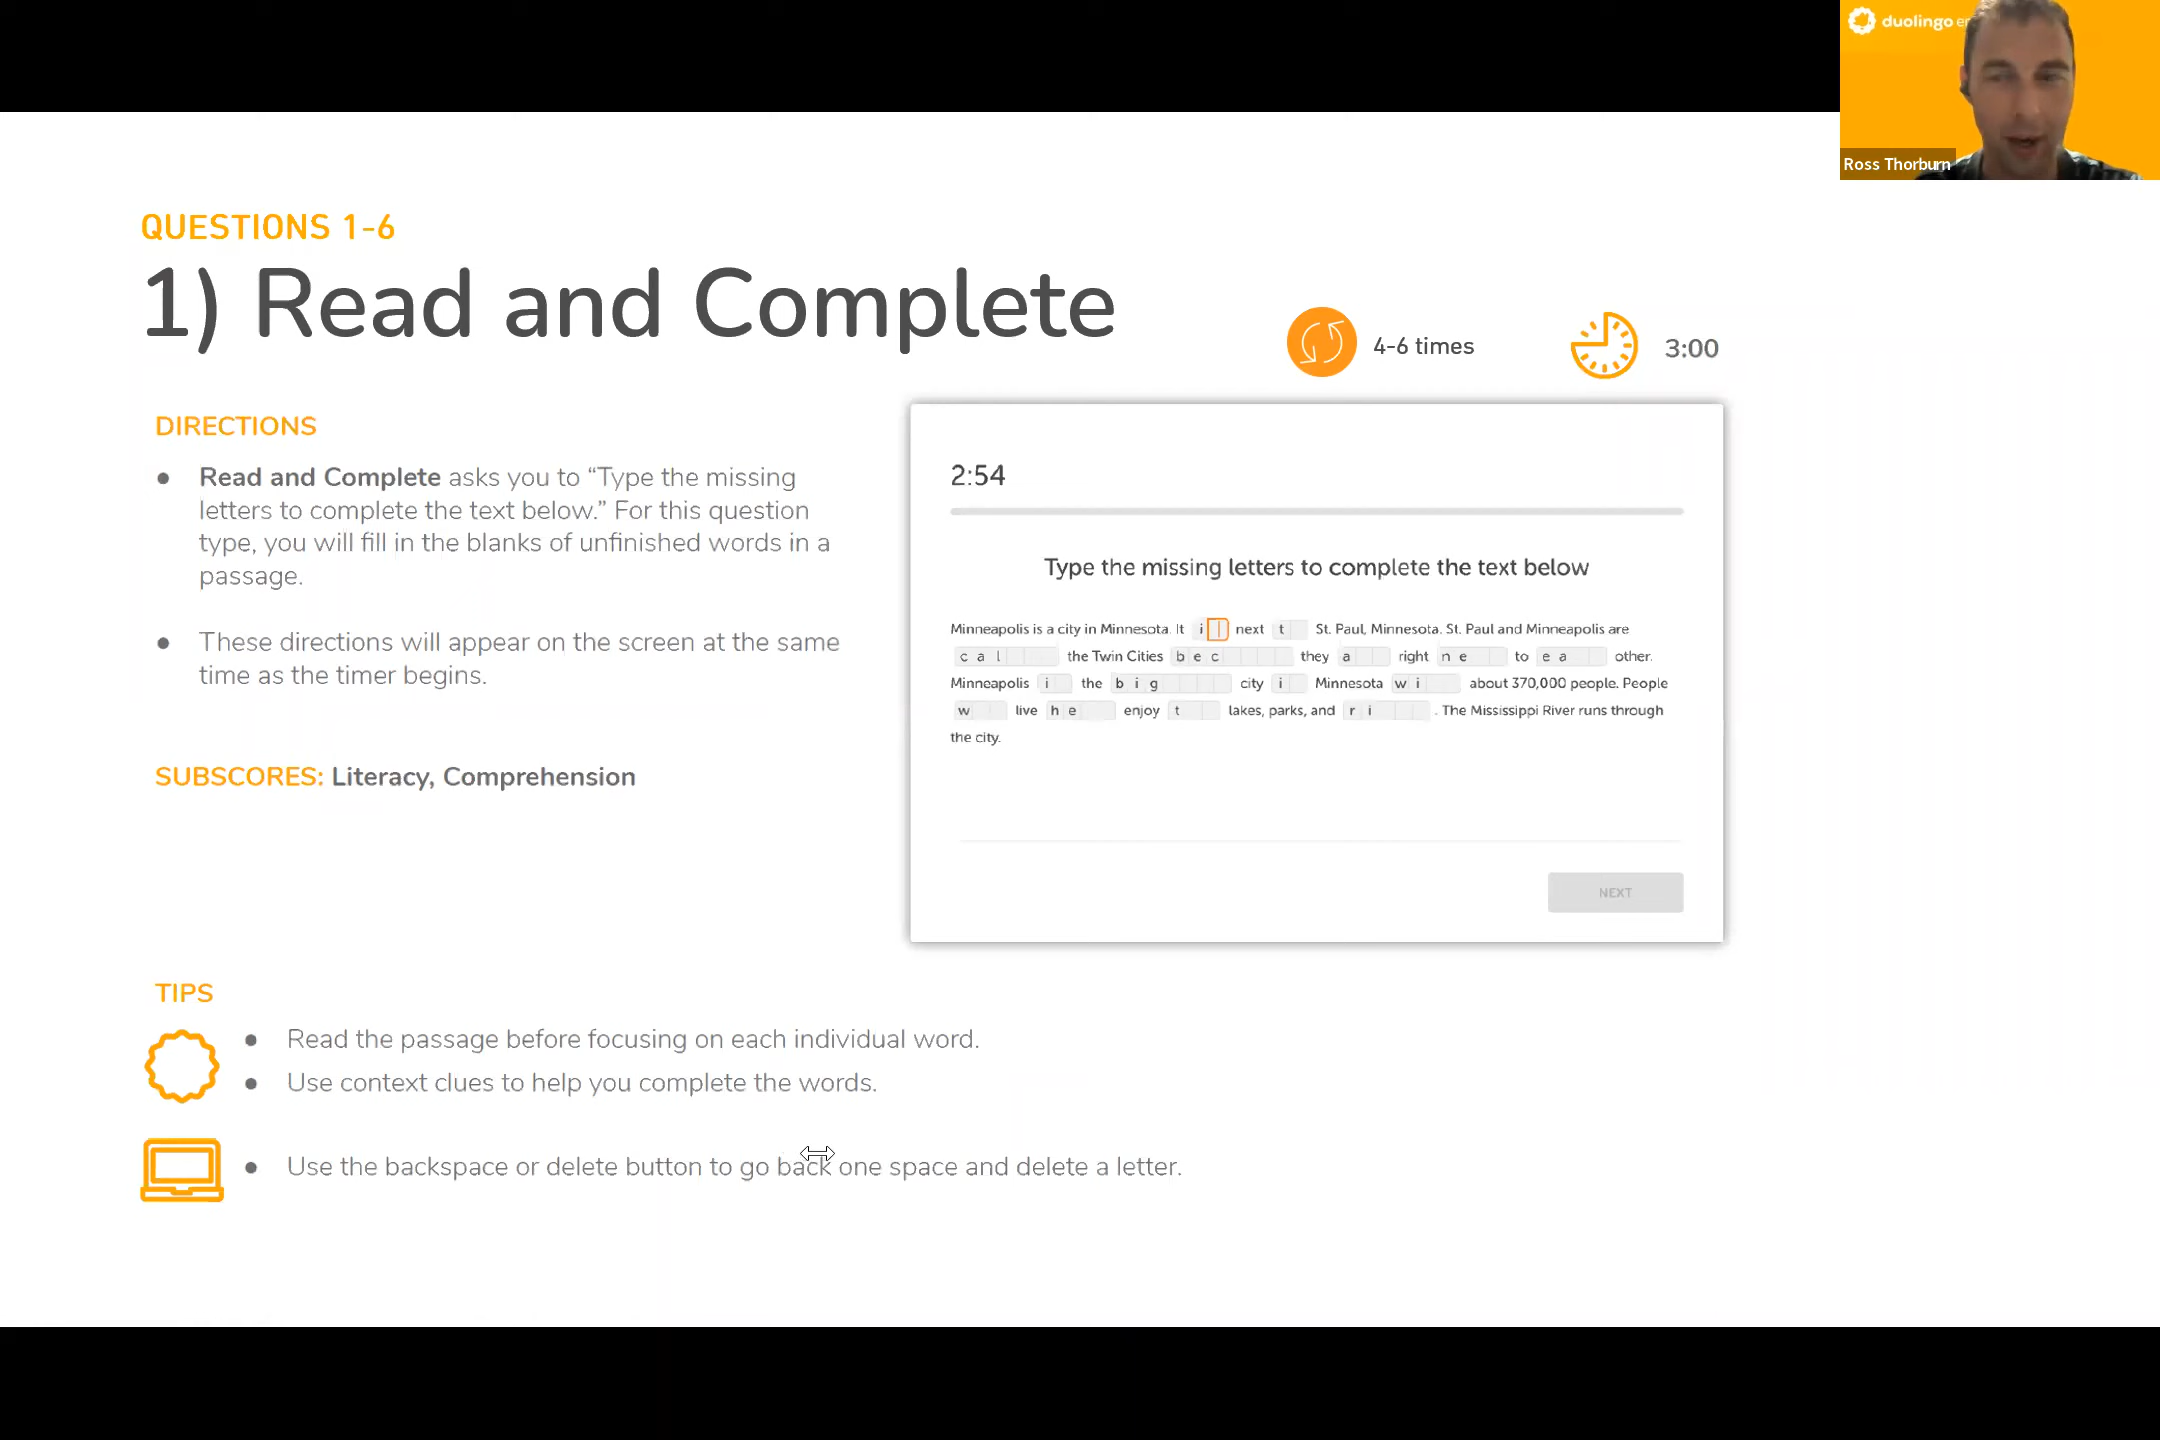 duolingo
Ross Thorburn
QUESTIONS 1-6
1) Read and Complete
4-6 times
3:00
DIRECTIONS
● Read and Complete asks you to “Type the missing
letters to complete the text below.” For this question
type, you will fill in the blanks of unfinished words in a
passage.
● These directions will appear on the screen at the same
time as the timer begins.
SUBSCORES: Literacy, Comprehension
2:54
Type the missing letters to complete the text below
Minneapolis is a city in Minnesota. It i next t St. Paul, Minnesota. St. Paul and Minneapolis are
c a l the Twin Cities b e c they a right n e to e a other.
Minneapolis i the b i g city i Minnesota w i about 370,000 people. People
w live h e enjoy t lakes, parks, and r i . The Mississippi River runs through
the city.
NEXT
TIPS
● Read the passage before focusing on each individual word.
● Use context clues to help you complete the words.
● Use the backspace or delete button to go back one space and delete a letter.